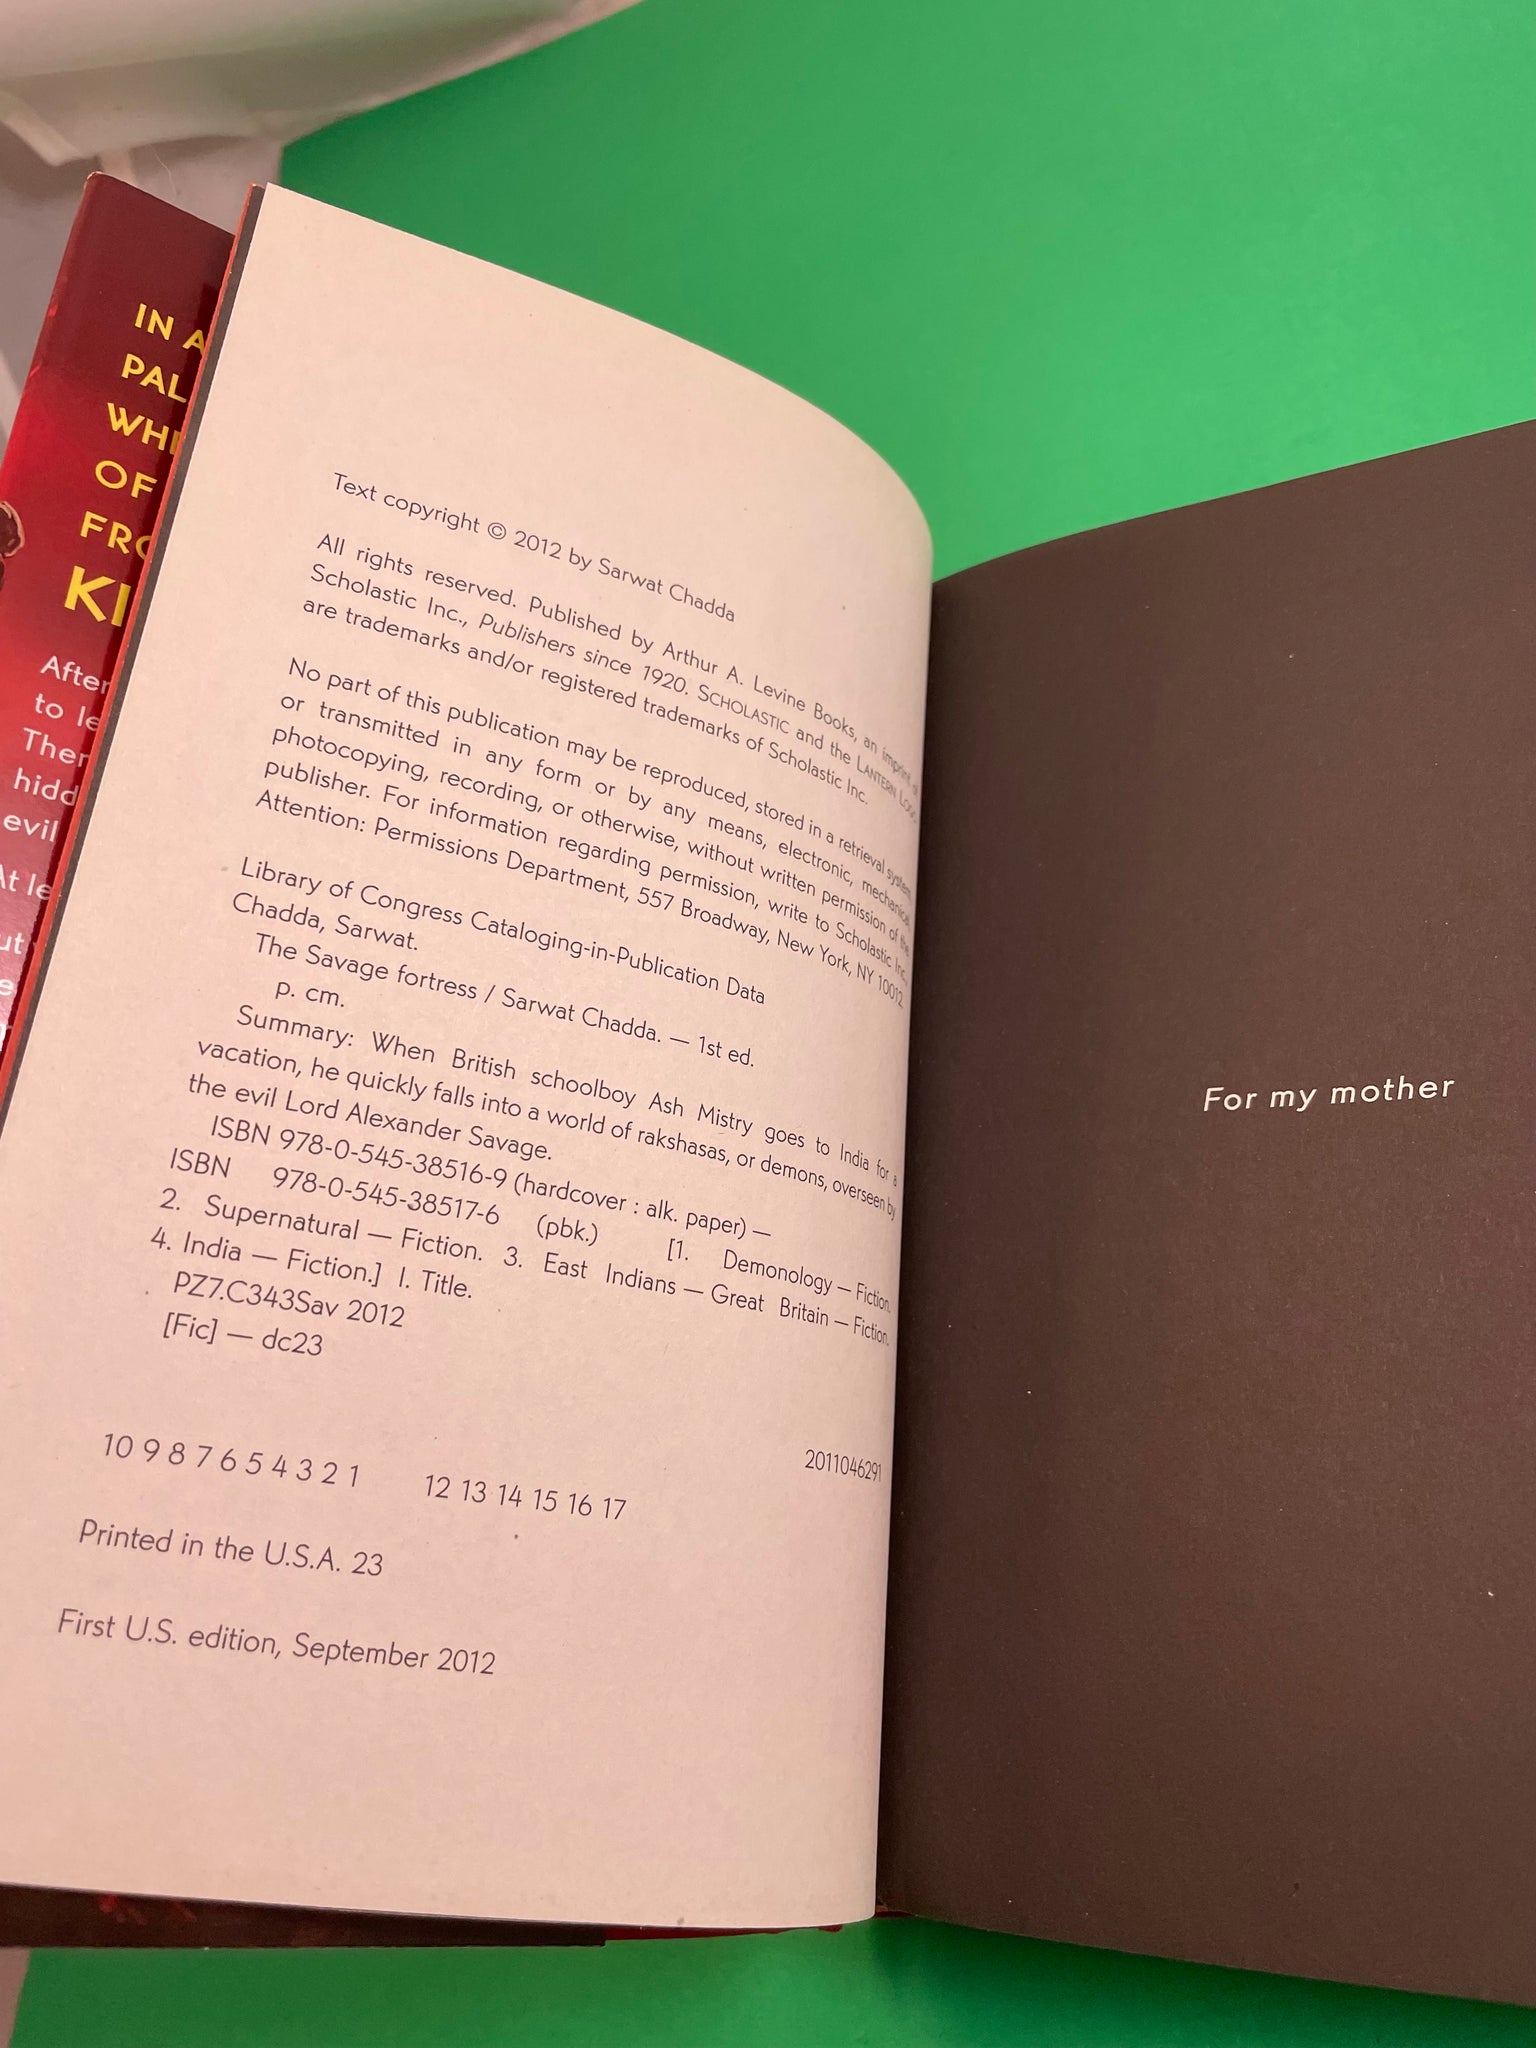 IN A
PAL
WH
OF
FRO
KI
After
to le
Ther
hidd
evil
At le
ut
Text copyright © 2012 by Sarwat Chadda
All rights reserved. Published by Arthur A. Levine Books, an imprint of
Scholastic Inc., Publishers since 1920. SCHOLASTIC and the LANTERN LOGO
are trademarks and/or registered trademarks of Scholastic Inc.
No part of this publication may be reproduced, stored in a retrieval system,
or transmitted in any form or by any means, electronic, mechanical,
photocopying, recording, or otherwise, without written permission of the
publisher. For information regarding permission, write to Scholastic Inc.,
Attention: Permissions Department, 557 Broadway, New York, NY 10012.
Library of Congress Cataloging-in-Publication Data
Chadda, Sarwat.
The Savage fortress / Sarwat Chadda. — 1st ed.
p. cm.
Summary: When British schoolboy Ash Mistry goes to India for a
vacation, he quickly falls into a world of rakshasas, or demons, overseen by
the evil Lord Alexander Savage.
ISBN 978-0-545-38516-9 (hardcover : alk. paper) —
ISBN 978-0-545-38517-6 (pbk.) [1. Demonology — Fiction.
2. Supernatural — Fiction. 3. East Indians — Great Britain — Fiction.
4. India — Fiction.] I. Title.
PZ7.C343Sav 2012
[Fic] — dc23
2011046291
10 9 8 7 6 5 4 3 2 1 12 13 14 15 16 17
Printed in the U.S.A. 23
First U.S. edition, September 2012
For my mother